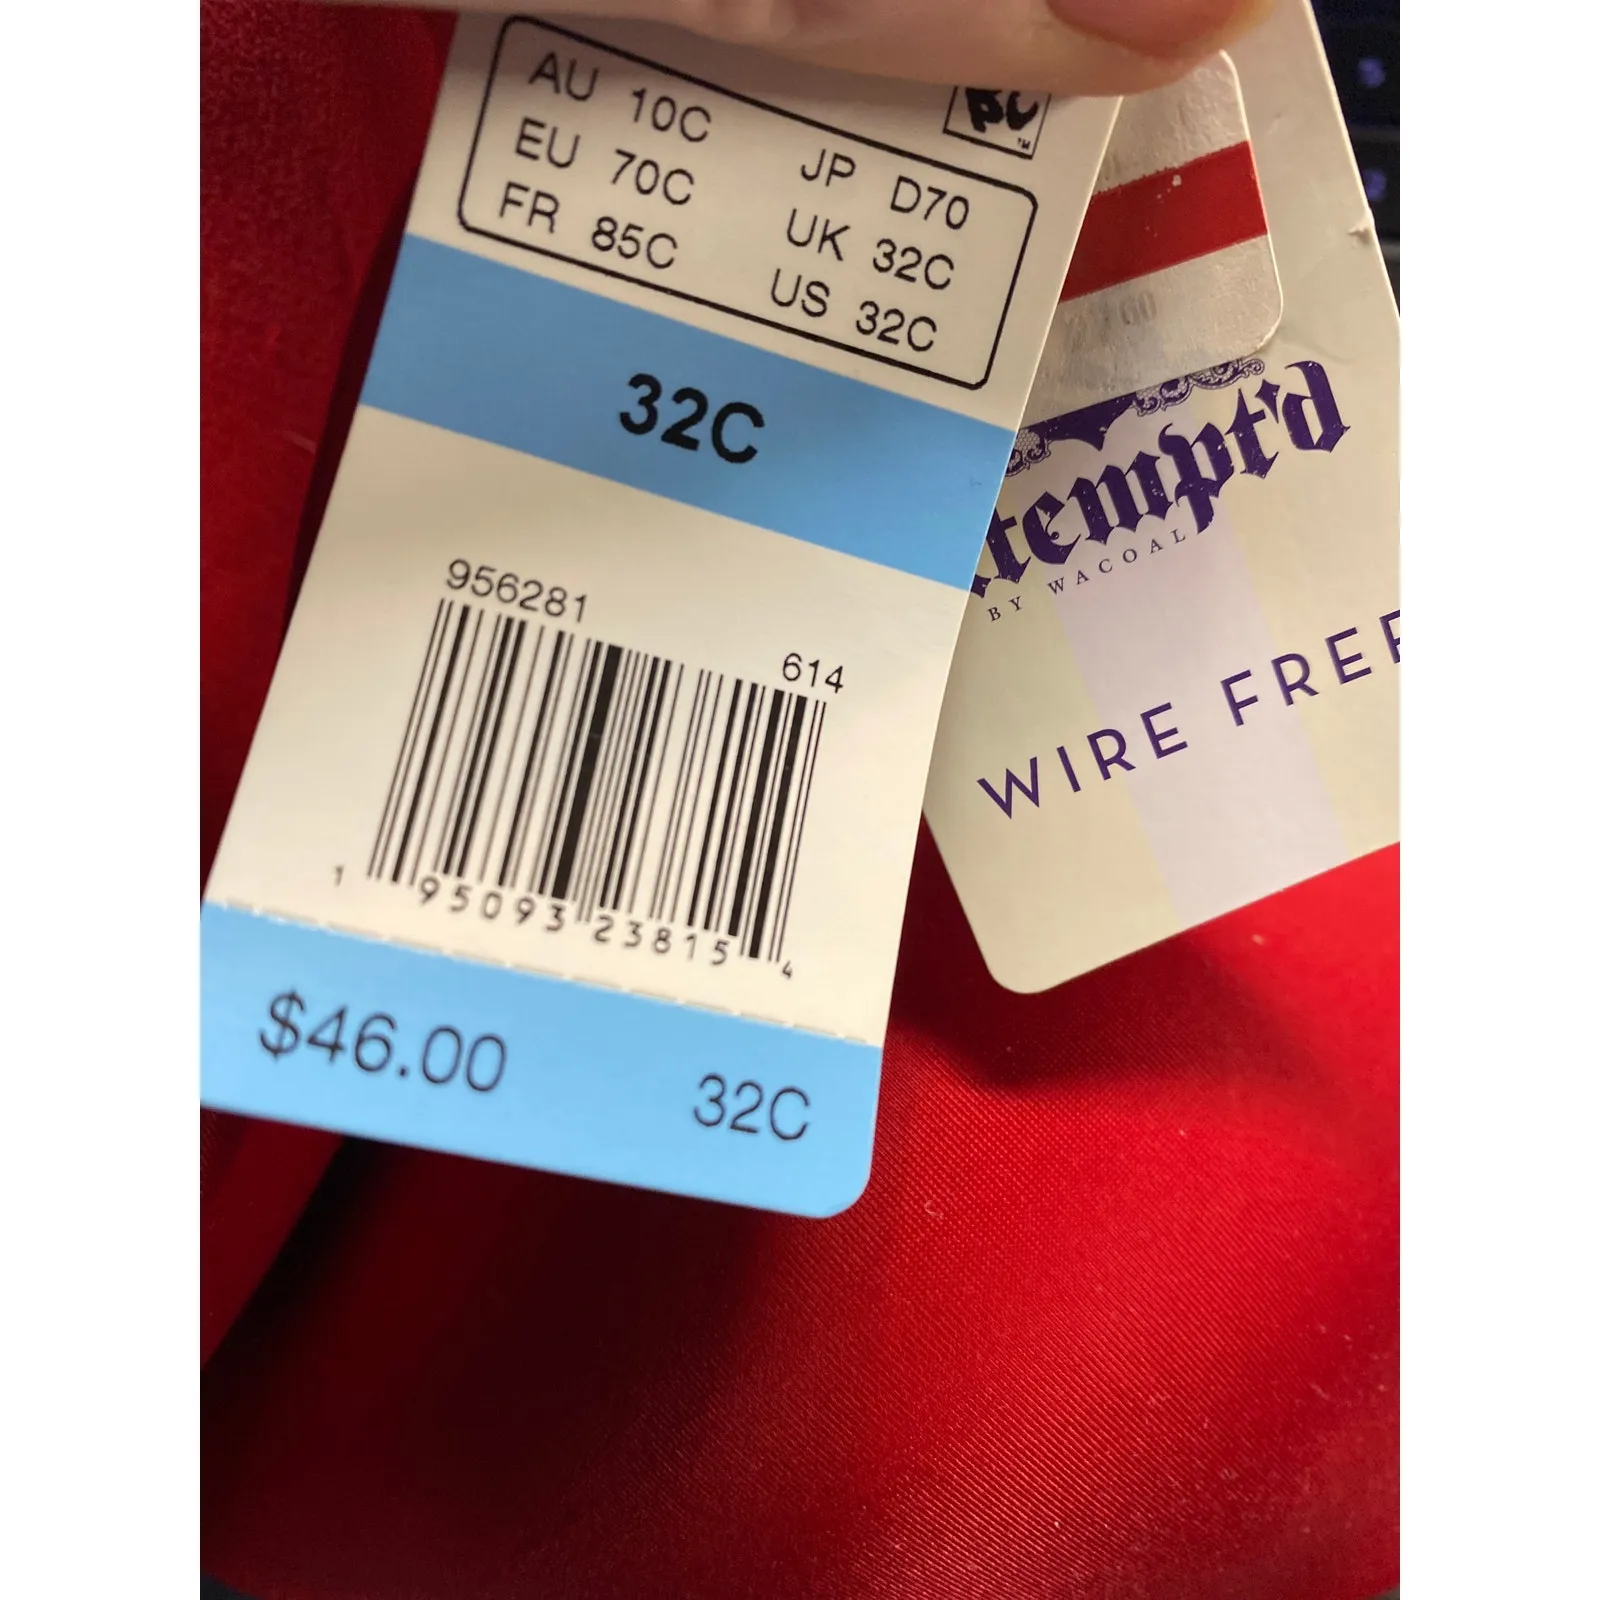 AU 10C
EU 70C
FR 85C
JP D70
UK 32C
US 32C
32C
956281
614
1 95093 23815 4
$46.00
32C
60
tempt'd
BY WACOAL
WIRE FREE